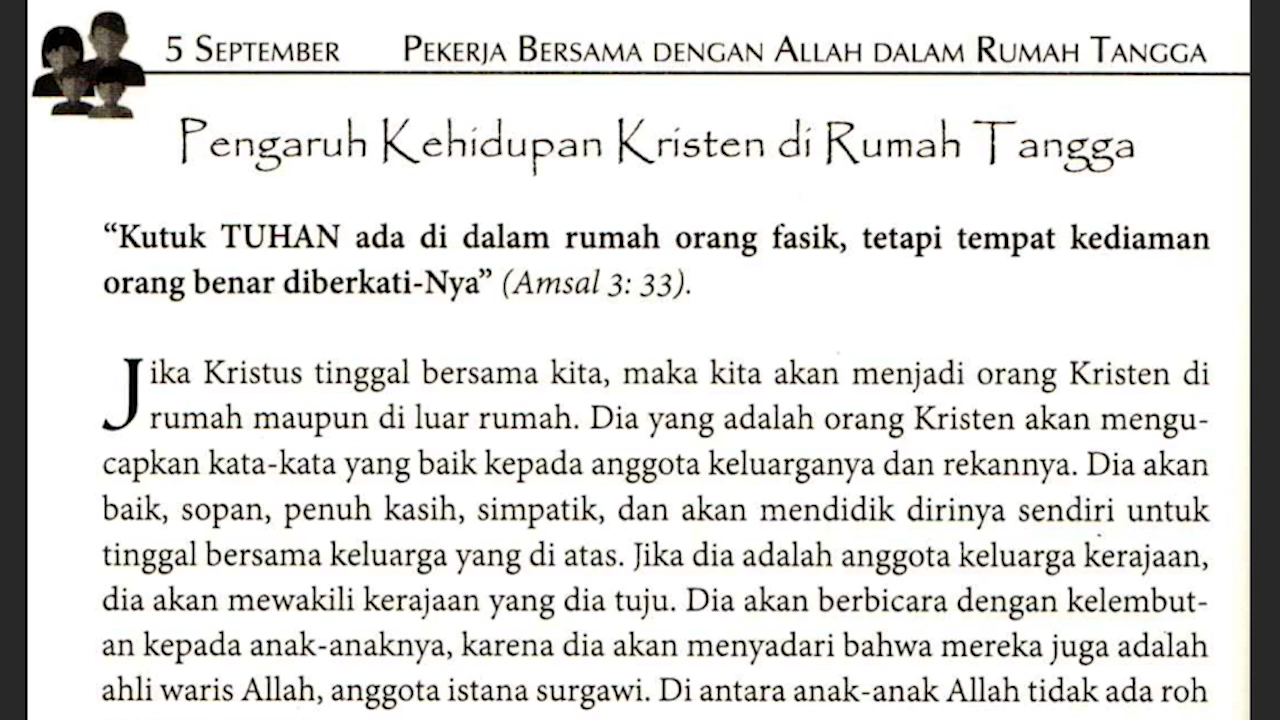 5 SEPTEMBER PEKERJA BERSAMA DENGAN ALLAH DALAM RUMAH TANGGA
Pengaruh Kehidupan Kristen di Rumah Tangga
“Kutuk TUHAN ada di dalam rumah orang fasik, tetapi tempat kediaman
orang benar diberkati-Nya” (Amsal 3: 33).
Jika Kristus tinggal bersama kita, maka kita akan menjadi orang Kristen di
rumah maupun di luar rumah. Dia yang adalah orang Kristen akan mengu-
capkan kata-kata yang baik kepada anggota keluarganya dan rekannya. Dia akan
baik, sopan, penuh kasih, simpatik, dan akan mendidik dirinya sendiri untuk
tinggal bersama keluarga yang di atas. Jika dia adalah anggota keluarga kerajaan,
dia akan mewakili kerajaan yang dia tuju. Dia akan berbicara dengan kelembut-
an kepada anak-anaknya, karena dia akan menyadari bahwa mereka juga adalah
ahli waris Allah, anggota istana surgawi. Di antara anak-anak Allah tidak ada roh